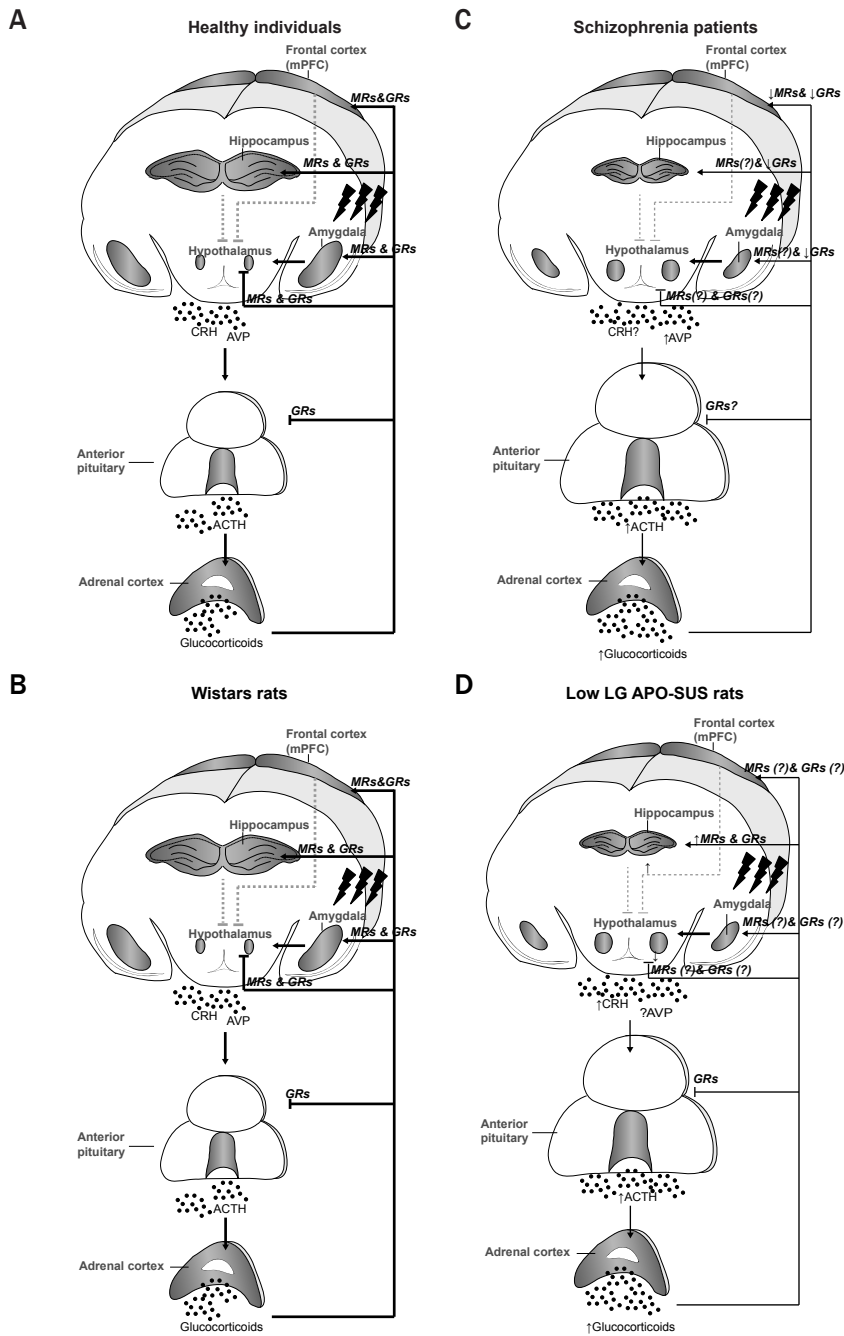 A
Healthy individuals
Frontal cortex
(mPFC)
MRs&GRs
Hippocampus
MRs & GRs
Amygdala
Hypothalamus
MRs & GRs
MRs & GRs
CRH
AVP
GRs
Anterior
pituitary
ACTH
Adrenal cortex
Glucocorticoids
C
Schizophrenia patients
Frontal cortex
(mPFC)
↓MRs& ↓GRs
Hippocampus
MRs(?)& ↓GRs
Amygdala
Hypothalamus
MRs(?)& ↓GRs
MRs(?) & GRs(?)
CRH?
↑AVP
GRs?
Anterior
pituitary
↑ACTH
Adrenal cortex
↑Glucocorticoids
B
Wistars rats
Frontal cortex
(mPFC)
MRs&GRs
Hippocampus
MRs & GRs
Amygdala
Hypothalamus
MRs & GRs
MRs & GRs
CRH
AVP
GRs
Anterior
pituitary
ACTH
Adrenal cortex
Glucocorticoids
D
Low LG APO-SUS rats
Frontal cortex
(mPFC)
MRs (?)& GRs (?)
Hippocampus
↑MRs & GRs
↑
Amygdala
Hypothalamus
MRs (?)& GRs (?)
↓
MRs (?)& GRs (?)
↑CRH
?AVP
GRs
Anterior
pituitary
↑ACTH
Adrenal cortex
↑Glucocorticoids